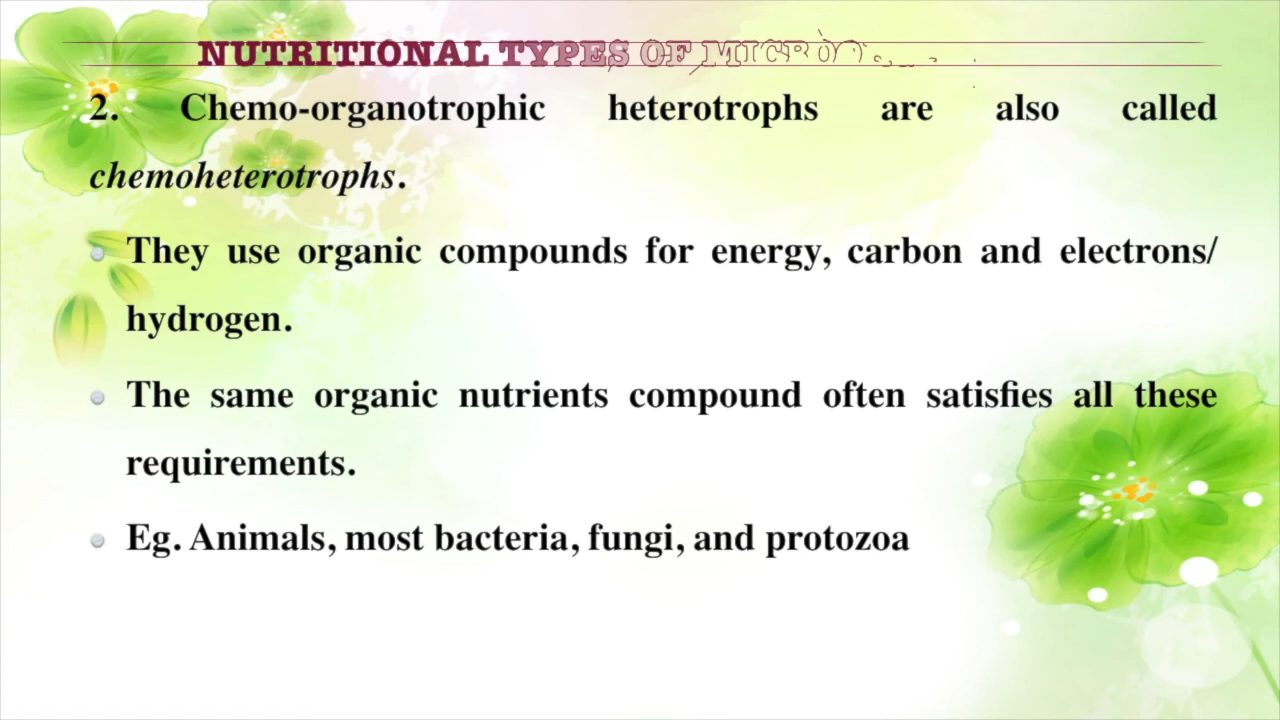 NUTRITIONAL TYPES OF
2. Chemo-organotrophic heterotrophs are also called
chemoheterotrophs.
They use organic compounds for energy, carbon and electrons/
hydrogen.
The same organic nutrients compound often satisfies all these
requirements.
Eg. Animals, most bacteria, fungi, and protozoa